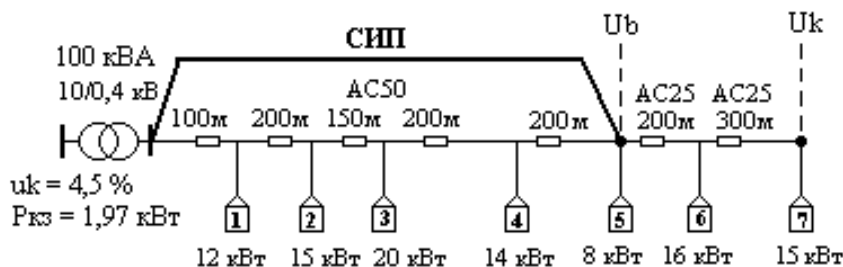 Ub Uk
СИП
100 кВА
10/0,4 кВ
АС50
АС25 АС25
100м 200м 150м 200м 200м 200м 300м
uk = 4,5 %
Ркз = 1,97 кВт
1 2 3 4 5 6 7
12 кВт 15 кВт 20 кВт 14 кВт 8 кВт 16 кВт 15 кВт